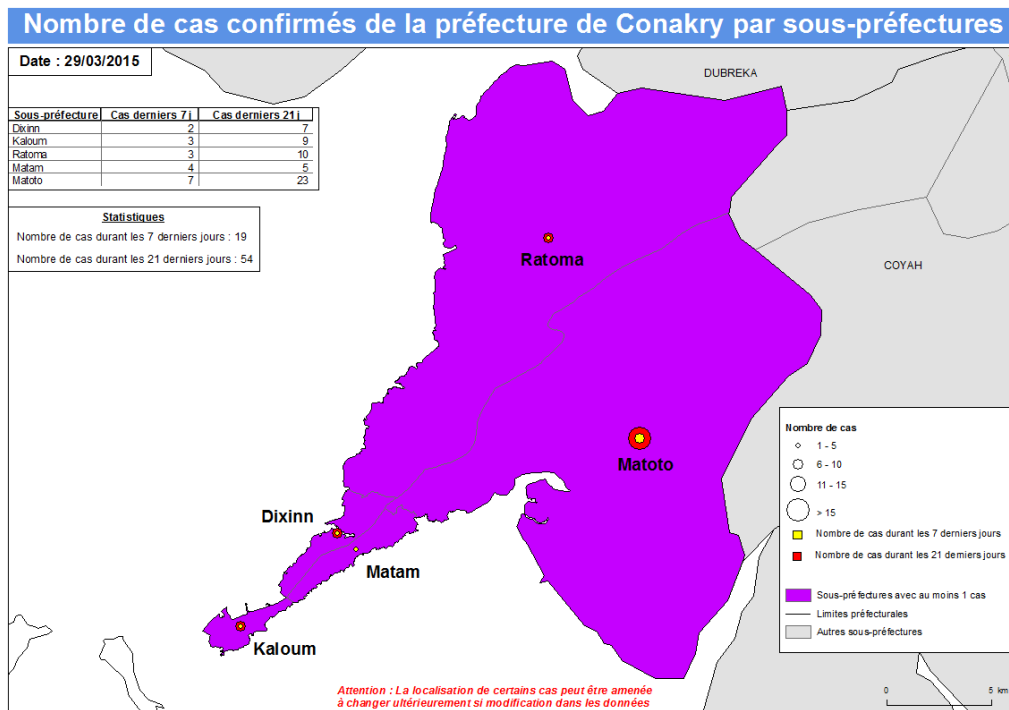 Nombre de cas confirmés de la préfecture de Conakry par sous-préfectures
Date : 29/03/2015
DUBREKA
Sous-préfecture Cas derniers 7 j Cas derniers 21 j
Dixinn 2 7
Kaloum 3 9
Ratoma 3 10
Matam 4 5
Matoto 7 23
Statistiques
Nombre de cas durant les 7 derniers jours : 19
Nombre de cas durant les 21 derniers jours : 54
Ratoma
COYAH
Matoto
Dixinn
Matam
Kaloum
Nombre de cas
1 - 5
6 - 10
11 - 15
> 15
Nombre de cas durant les 7 derniers jours
Nombre de cas durant les 21 derniers jours
Sous-préfectures avec au moins 1 cas
Limites préfecturales
Autres sous-préfectures
Attention : La localisation de certains cas peut être amenée
à changer ultérieurement si modification dans les données
0 5 km